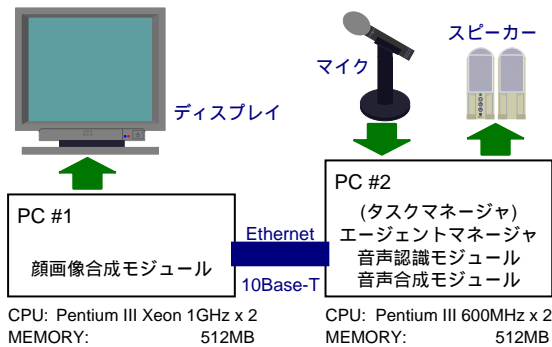 スピーカー
マイク
ディスプレイ
PC #1
顔画像合成モジュール
Ethernet
10Base-T
PC #2
(タスクマネージャ)
エージェントマネージャ
音声認識モジュール
音声合成モジュール
CPU: Pentium III Xeon 1GHz x 2
MEMORY: 512MB
CPU: Pentium III 600MHz x 2
MEMORY: 512MB